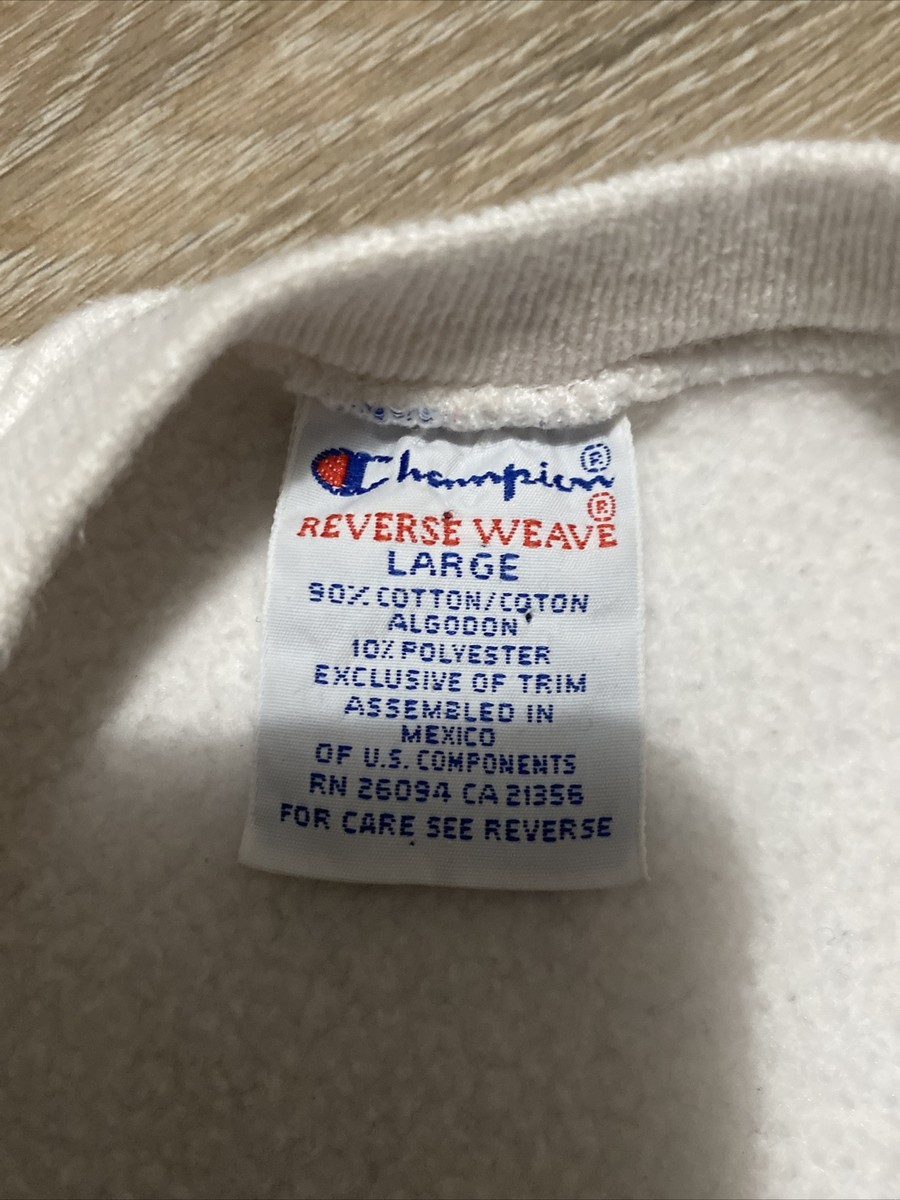 Champion®
REVERSE WEAVE®
LARGE
90% COTTON/COTON
ALGODON
10% POLYESTER
EXCLUSIVE OF TRIM
ASSEMBLED IN
MEXICO
OF U.S. COMPONENTS
RN 26094 CA 21356
FOR CARE SEE REVERSE